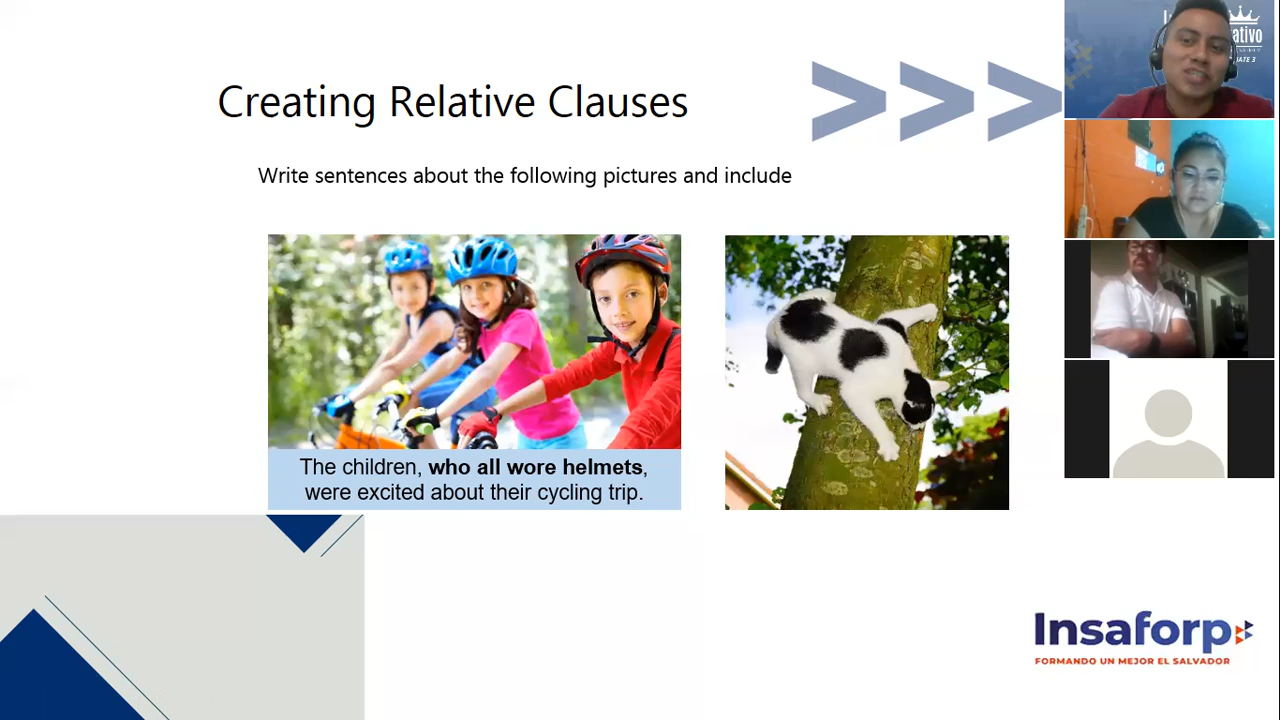 Creating Relative Clauses
>>>
Write sentences about the following pictures and include
The children, who all wore helmets,
were excited about their cycling trip.
Insaforp
FORMANDO UN MEJOR EL SALVADOR